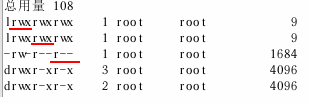 总用量 108
lrwxrwxrwx 1 root root 9
lrwxrwxrwx 1 root root 9
-rw-r--r-- 1 root root 1684
drwxr-xr-x 3 root root 4096
drwxr-xr-x 2 root root 4096